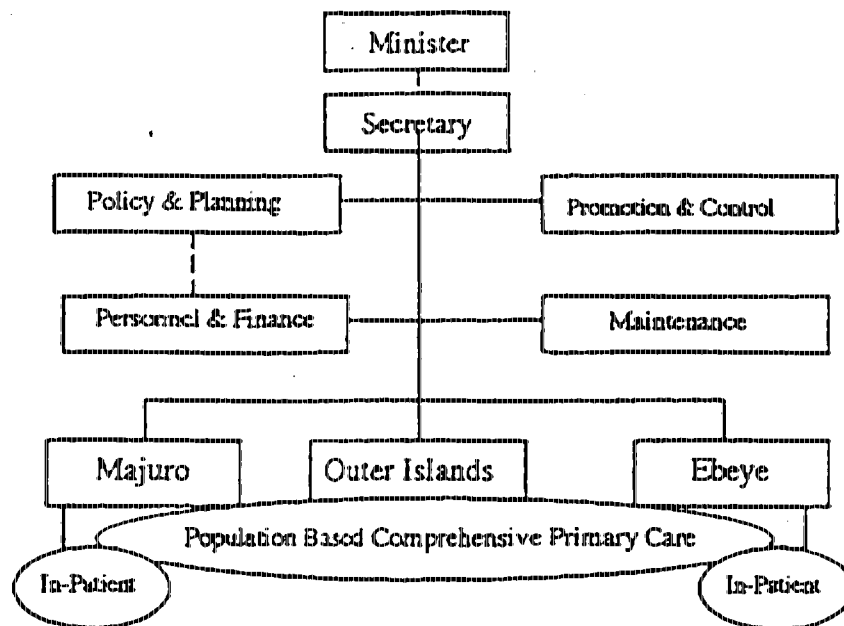 Minister
Secretary
Policy & Planning
Promotion & Control
Personnel & Finance
Maintenance
Majuro
Outer Islands
Ebeye
Population Based Comprehensive Primary Care
In-Patient
In-Patient